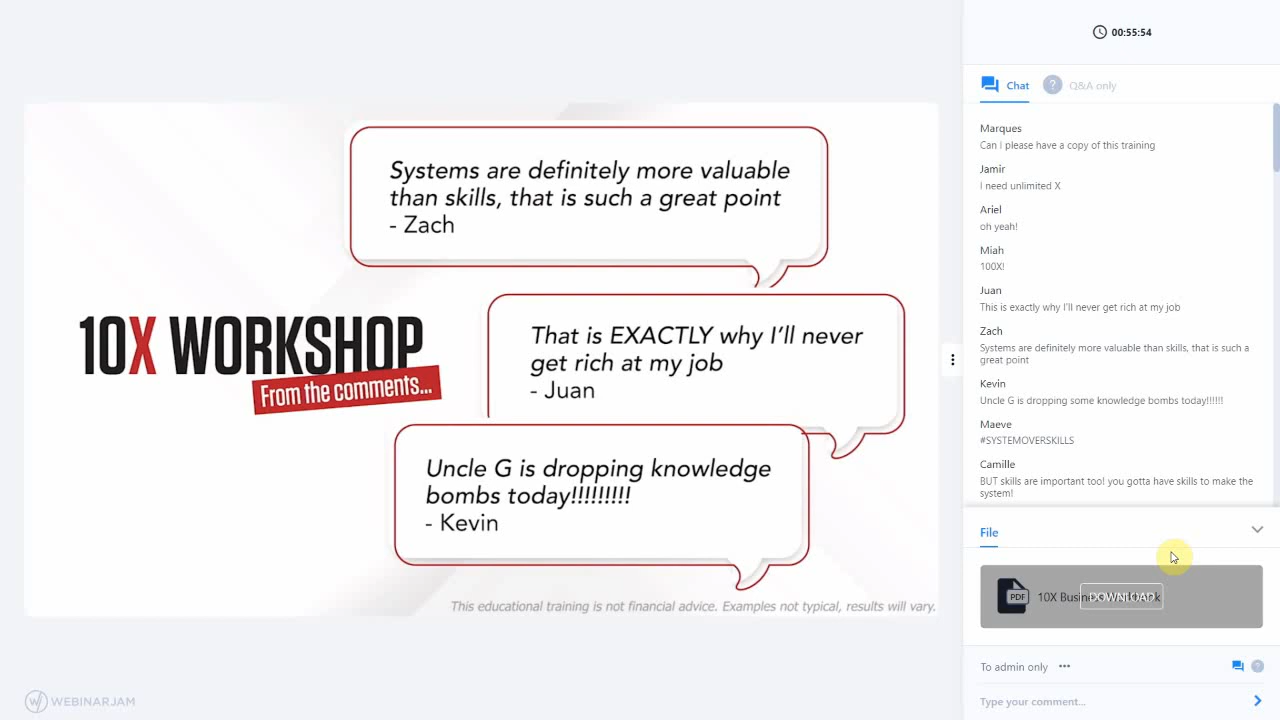 Systems are definitely more valuable
than skills, that is such a great point
- Zach
10X WORKSHOP
From the comments...
That is EXACTLY why I'll never
get rich at my job
- Juan
Uncle G is dropping knowledge
bombs today!!!!!!!!!
- Kevin
This educational training is not financial advice. Examples not typical, results will vary.
WEBINARJAM
00:55:54
Chat
? Q&A only
Marques
Can I please have a copy of this training
Jamir
I need unlimited X
Ariel
oh yeah!
Miah
100X!
Juan
This is exactly why I'll never get rich at my job
Zach
Systems are definitely more valuable than skills, that is such a
great point
Kevin
Uncle G is dropping some knowledge bombs today!!!!!!
Maeve
#SYSTEMOVERSKILLS
Camille
BUT skills are important too! you gotta have skills to make the
system!
File
PDF
10X
DOWNLOAD
To admin only
Type your comment...